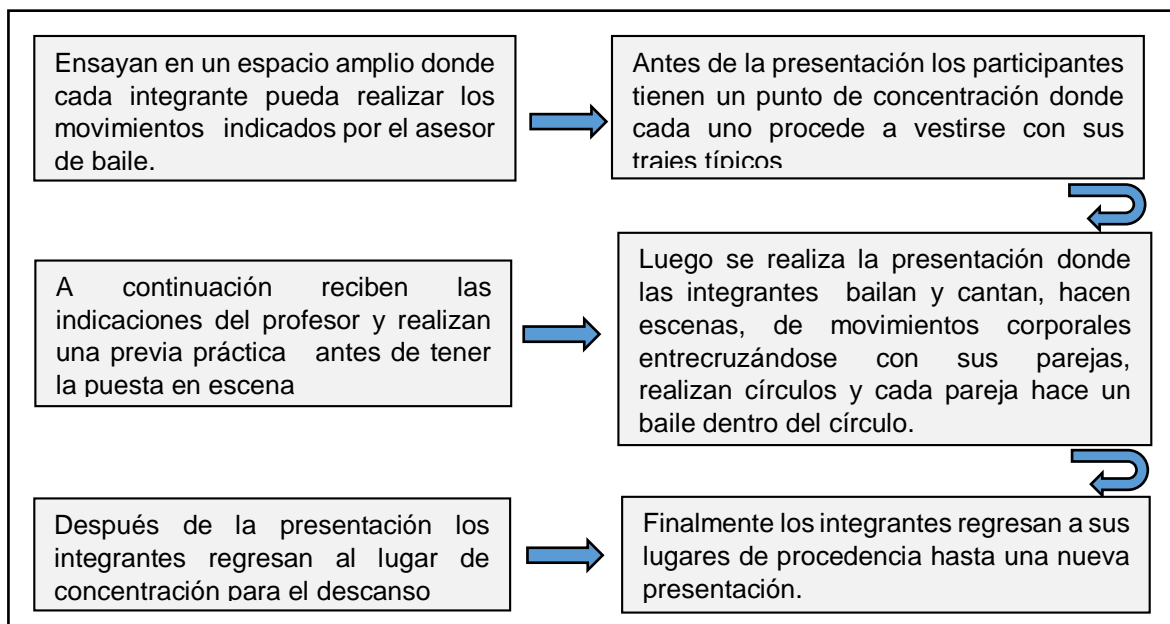 Ensayan en un espacio amplio donde
cada integrante pueda realizar los
movimientos indicados por el asesor
de baile.
Antes de la presentación los participantes
tienen un punto de concentración donde
cada uno procede a vestirse con sus
trajes típicos
A continuación reciben las
indicaciones del profesor y realizan
una previa práctica antes de tener
la puesta en escena
Luego se realiza la presentación donde
las integrantes bailan y cantan, hacen
escenas, de movimientos corporales
entrecruzándose con sus parejas,
realizan círculos y cada pareja hace un
baile dentro del círculo.
Después de la presentación los
integrantes regresan al lugar de
concentración para el descanso
Finalmente los integrantes regresan a sus
lugares de procedencia hasta una nueva
presentación.